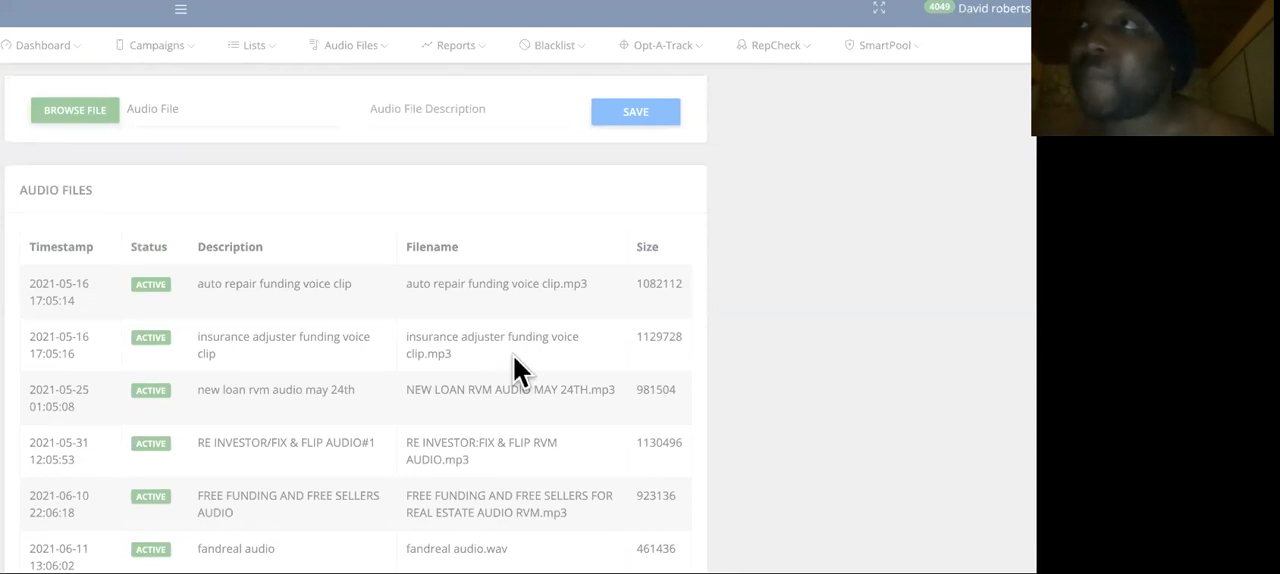 4049 David roberts
Dashboard Campaigns Lists Audio Files Reports Blacklist Opt-A-Track RepCheck SmartPool
BROWSE FILE Audio File Audio File Description SAVE
AUDIO FILES
Timestamp Status Description Filename Size
2021-05-16 ACTIVE auto repair funding voice clip auto repair funding voice clip.mp3 1082112
17:05:14
2021-05-16 ACTIVE insurance adjuster funding voice insurance adjuster funding voice 1129728
17:05:16 clip clip.mp3
2021-05-25 ACTIVE new loan rvm audio may 24th NEW LOAN RVM AUDIO MAY 24TH.mp3 981504
01:05:08
2021-05-31 ACTIVE RE INVESTOR/FIX & FLIP AUDIO#1 RE INVESTOR:FIX & FLIP RVM 1130496
12:05:53 AUDIO.mp3
2021-06-10 ACTIVE FREE FUNDING AND FREE SELLERS FREE FUNDING AND FREE SELLERS FOR 923136
22:06:18 AUDIO REAL ESTATE AUDIO RVM.mp3
2021-06-11 ACTIVE fandreal audio fandreal audio.wav 461436
13:06:02